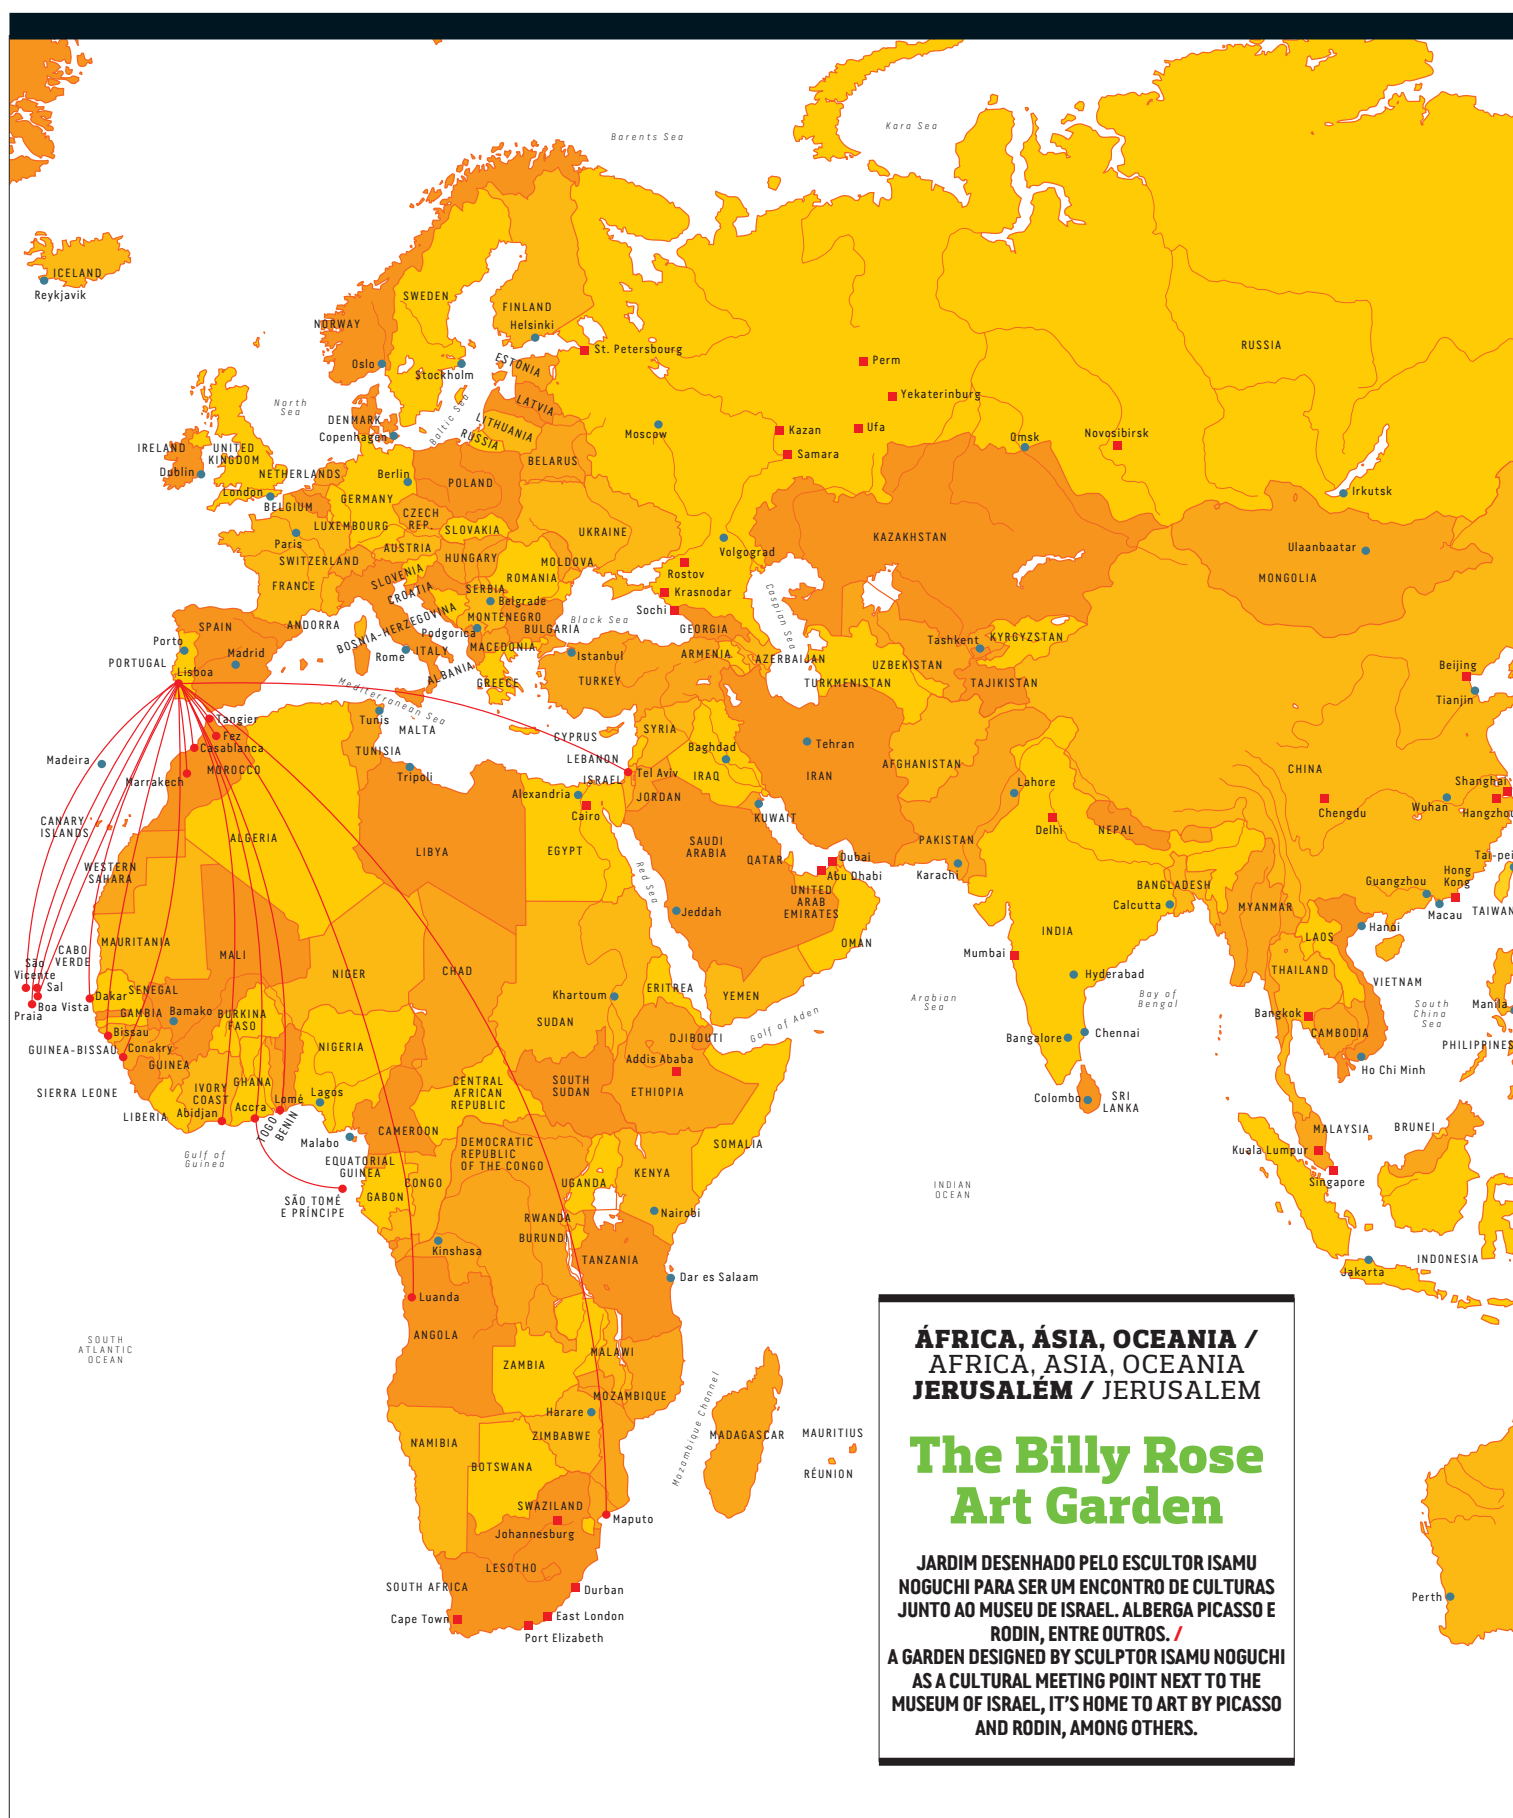 Barents Sea
Kara Sea
ICELAND
Reykjavik
SWEDEN
FINLAND
Helsinki
NORWAY
Oslo
Stockholm
ESTONIA
St. Petersbourg
Perm
Yekaterinburg
RUSSIA
North
Sea
DENMARK
Copenhagen
Baltic Sea
LATVIA
LITHUANIA
RUSSIA
Moscow
Kazan
Ufa
Samara
Omsk
Novosibirsk
Irkutsk
IRELAND
Dublin
UNITED
KINGDOM
London
NETHERLANDS
Berlin
POLAND
BELARUS
BELGIUM
GERMANY
LUXEMBOURG
CZECH
REP.
SLOVAKIA
UKRAINE
Paris
SWITZERLAND
AUSTRIA
HUNGARY
MOLDOVA
Volgograd
KAZAKHSTAN
Ulaanbaatar
MONGOLIA
FRANCE
SLOVENIA
CROATIA
ROMANIA
SERBIA
Belgrade
Rostov
Krasnodar
Sochi
Caspian Sea
BOSNIA-HERZEGOVINA
MONTENEGRO
Podgorica
BULGARIA
Black Sea
GEORGIA
ANDORRA
SPAIN
Porto
Madrid
PORTUGAL
Lisboa
Rome
ITALY
MACEDONIA
ALBANIA
GREECE
Istanbul
TURKEY
ARMENIA
AZERBAIJAN
TURKMENISTAN
UZBEKISTAN
Tashkent
KYRGYZSTAN
TAJIKISTAN
Beijing
Tianjin
Mediterranean Sea
Tangier
Fez
Casablanca
MOROCCO
Marrakech
Madeira
Tunis
MALTA
TUNISIA
Tripoli
CYPRUS
SYRIA
LEBANON
ISRAEL
Tel Aviv
Baghdad
IRAQ
Tehran
IRAN
AFGHANISTAN
Lahore
CHINA
Shanghai
Alexandria
Cairo
JORDAN
KUWAIT
Delhi
NEPAL
Chengdu
Wuhan
Hangzhou
CANARY
ISLANDS
ALGERIA
LIBYA
EGYPT
SAUDI
ARABIA
QATAR
Dubai
Abu Dhabi
PAKISTAN
Karachi
Tai-pei
WESTERN
SAHARA
Red Sea
Jeddah
UNITED
ARAB
EMIRATES
BANGLADESH
Calcutta
Guangzhou
Hong
Kong
Macau
TAIWAN
MYANMAR
Hanói
MAURITANIA
CABO
VERDE
MALI
OMAN
INDIA
LAOS
São
Vicente
Sal
Boa Vista
Praia
NIGER
CHAD
Mumbai
THAILAND
VIETNAM
Dakar
SENEGAL
GAMBIA
Bamako
BURKINA
FASO
Khartoum
ERITREA
YEMEN
Arabian
Sea
Hyderabad
Bay of
Bengal
South
China
Sea
Manila
Bissau
SUDAN
Gulf of Aden
Bangkok
CAMBODIA
GUINEA-BISSAU
Conakry
GUINEA
NIGERIA
DJIBOUTI
Addis Ababa
Bangalore
Chennai
PHILIPPINES
Ho Chi Minh
SIERRA LEONE
IVORY
COAST
GHANA
Lomé
Lagos
CENTRAL
AFRICAN
REPUBLIC
SOUTH
SUDAN
ETHIOPIA
Colombo
SRI
LANKA
LIBERIA
Abidjan
Accra
TOGO
BENIN
Malabo
CAMEROON
DEMOCRATIC
REPUBLIC
OF THE CONGO
SOMALIA
MALAYSIA
BRUNEI
Kuala Lumpur
Gulf of
Guinea
EQUATORIAL
GUINEA
CONGO
UGANDA
KENYA
INDIAN
OCEAN
Singapore
SÃO TOMÉ
E PRÍNCIPE
GABON
RWANDA
Nairobi
BURUNDI
Kinshasa
TANZANIA
Dar es Salaam
INDONESIA
Jakarta
Luanda
ANGOLA
SOUTH
ATLANTIC
OCEAN
ZAMBIA
MALAWI
MOZAMBIQUE
Mozambique Channel
Harare
ZIMBABWE
MADAGASCAR
MAURITIUS
RÉUNION
NAMIBIA
BOTSWANA
SWAZILAND
Johannesburg
Maputo
LESOTHO
SOUTH AFRICA
Durban
Cape Town
East London
Port Elizabeth
Perth
ÁFRICA, ÁSIA, OCEANIA /
AFRICA, ASIA, OCEANIA
JERUSALÉM / JERUSALEM
The Billy Rose
Art Garden
JARDIM DESENHADO PELO ESCULTOR ISAMU
NOGUCHI PARA SER UM ENCONTRO DE CULTURAS
JUNTO AO MUSEU DE ISRAEL. ALBERGA PICASSO E
RODIN, ENTRE OUTROS. /
A GARDEN DESIGNED BY SCULPTOR ISAMU NOGUCHI
AS A CULTURAL MEETING POINT NEXT TO THE
MUSEUM OF ISRAEL, IT'S HOME TO ART BY PICASSO
AND RODIN, AMONG OTHERS.